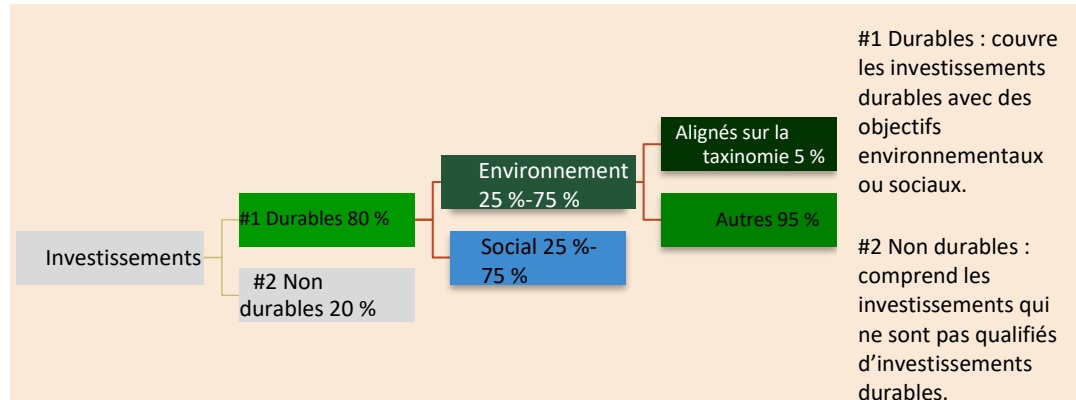 Investissements
#1 Durables 80 %
#2 Non
durables 20 %
Environnement
25 %-75 %
Social 25 %-
75 %
Alignés sur la
taxinomie 5 %
Autres 95 %
#1 Durables : couvre
les investissements
durables avec des
objectifs
environnementaux
ou sociaux.
#2 Non durables :
comprend les
investissements qui
ne sont pas qualifiés
d’investissements
durables.